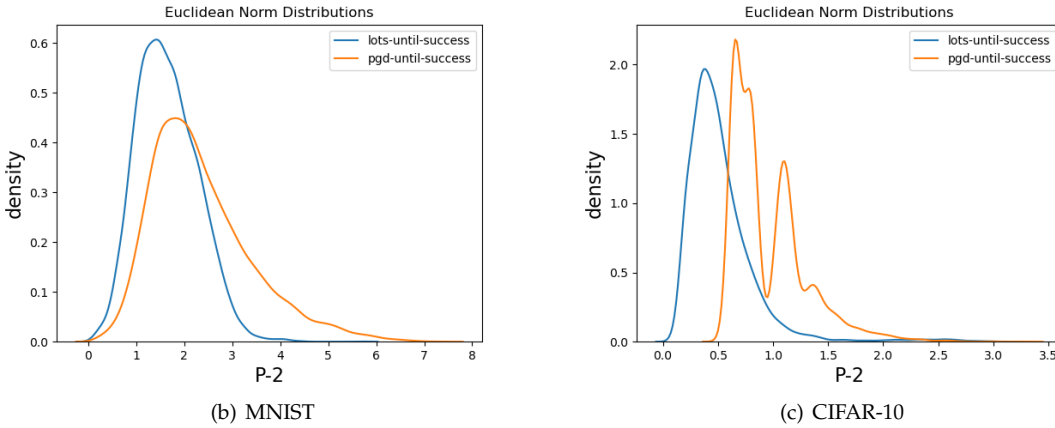 Euclidean Norm Distributions
lots-until-success
pgd-until-success
0.6
0.5
0.4
0.3
0.2
0.1
0.0
density
0 1 2 3 4 5 6 7 8
P-2
(b) MNIST
Euclidean Norm Distributions
lots-until-success
pgd-until-success
2.0
1.5
1.0
0.5
0.0
density
0.0 0.5 1.0 1.5 2.0 2.5 3.0 3.5
P-2
(c) CIFAR-10